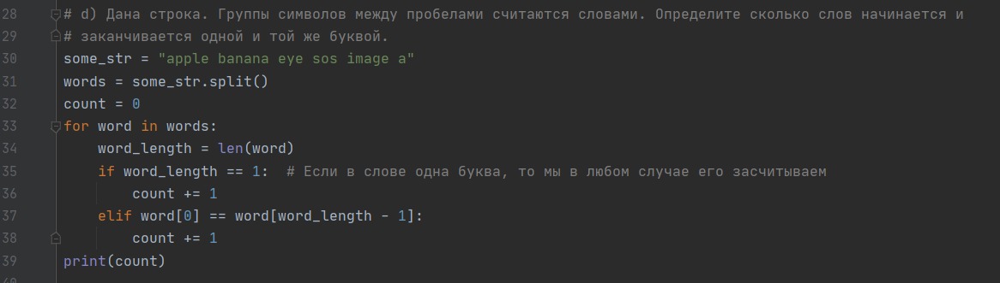 28 # d) Дана строка. Группы символов между пробелами считаются словами. Определите сколько слов начинается и
29 # заканчивается одной и той же буквой.
30 some_str = "apple banana eye sos image a"
31 words = some_str.split()
32 count = 0
33 for word in words:
34     word_length = len(word)
35     if word_length == 1:  # Если в слове одна буква, то мы в любом случае его засчитываем
36         count += 1
37     elif word[0] == word[word_length - 1]:
38         count += 1
39 print(count)
40